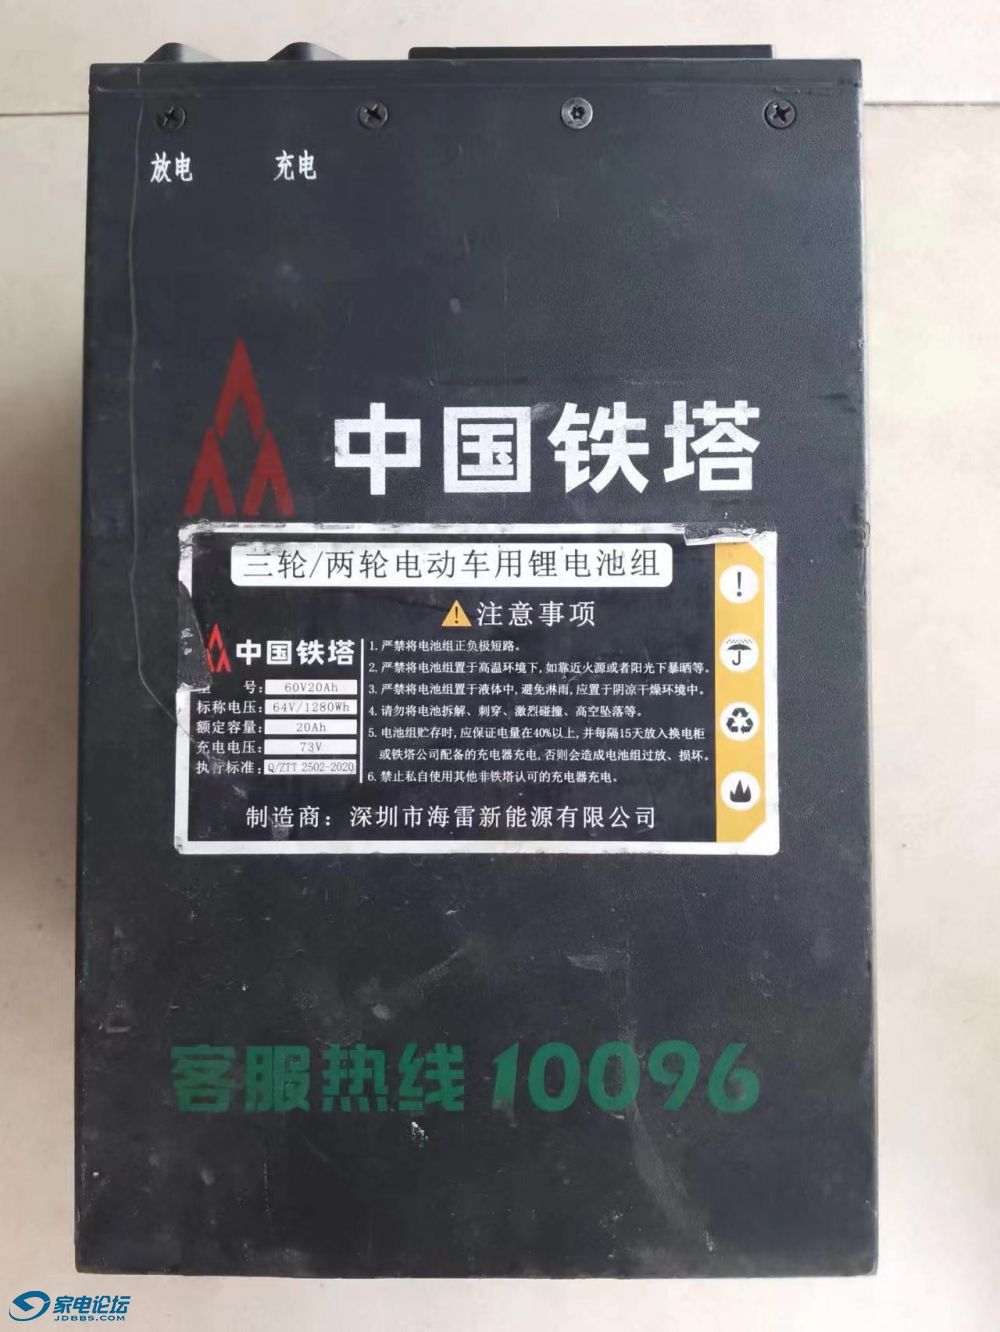 放电 充电
中国铁塔
三轮/两轮电动车用锂电池组
注意事项
中国铁塔
号: 60V20Ah
标称电压: 64V/1280Wh
额定容量: 20Ah
充电电压: 73V
执行标准: Q/ZTT 2502-2020
1. 严禁将电池组正负极短路。
2. 严禁将电池组置于高温环境下, 如靠近火源或者阳光下暴晒等。
3. 严禁将电池组置于液体中, 避免淋雨, 应置于阴凉干燥环境中。
4. 请勿将电池拆解、刺穿、激烈碰撞、高空坠落等。
5. 电池组贮存时, 应保证电量在40%以上, 并每隔15天放入换电柜
或铁塔公司配备的充电器充电, 否则会造成电池组过放、损坏。
6. 禁止私自使用其他非铁塔认可的充电器充电。
制造商: 深圳市海雷新能源有限公司
客服热线 10096
家电论坛
JDBBS.COM